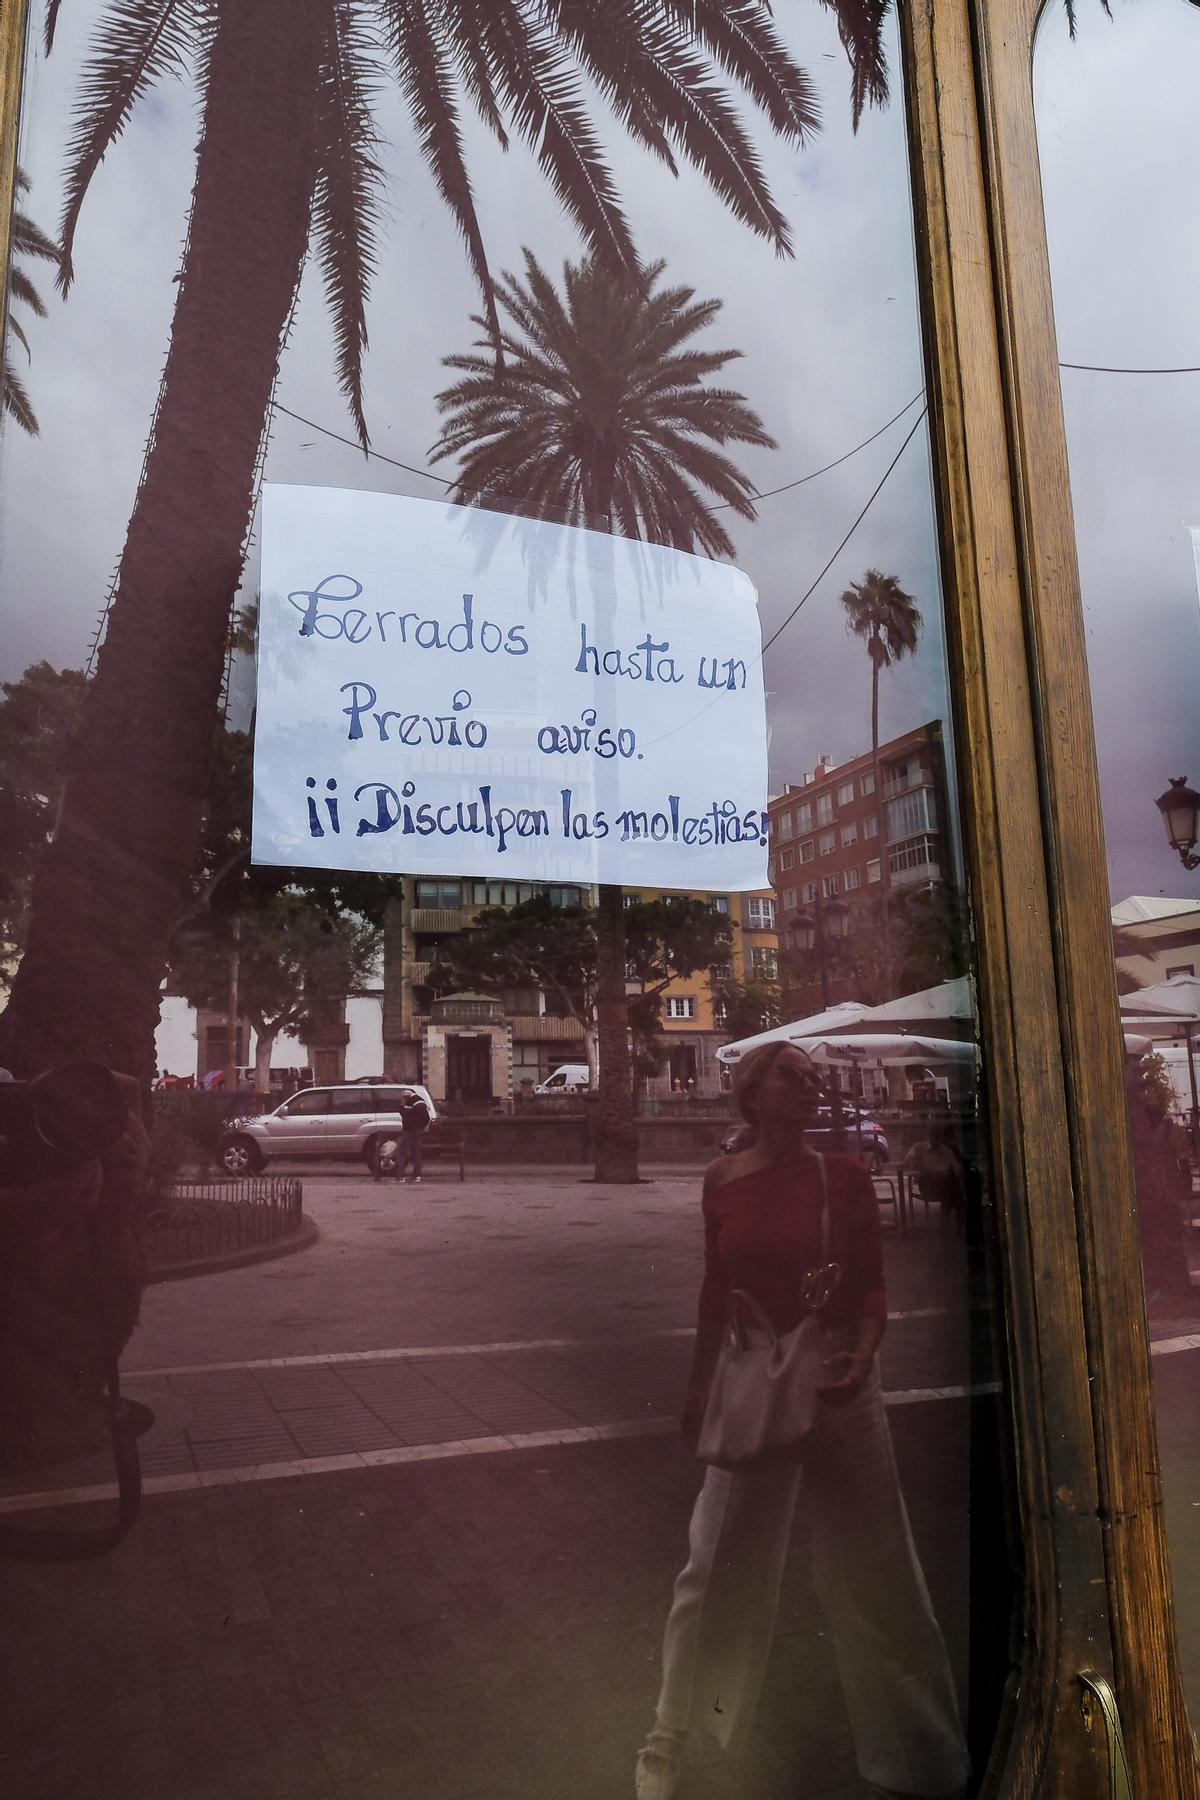 Cerrados hasta un
Previo aviso.
¡¡Disculpen las molestias!